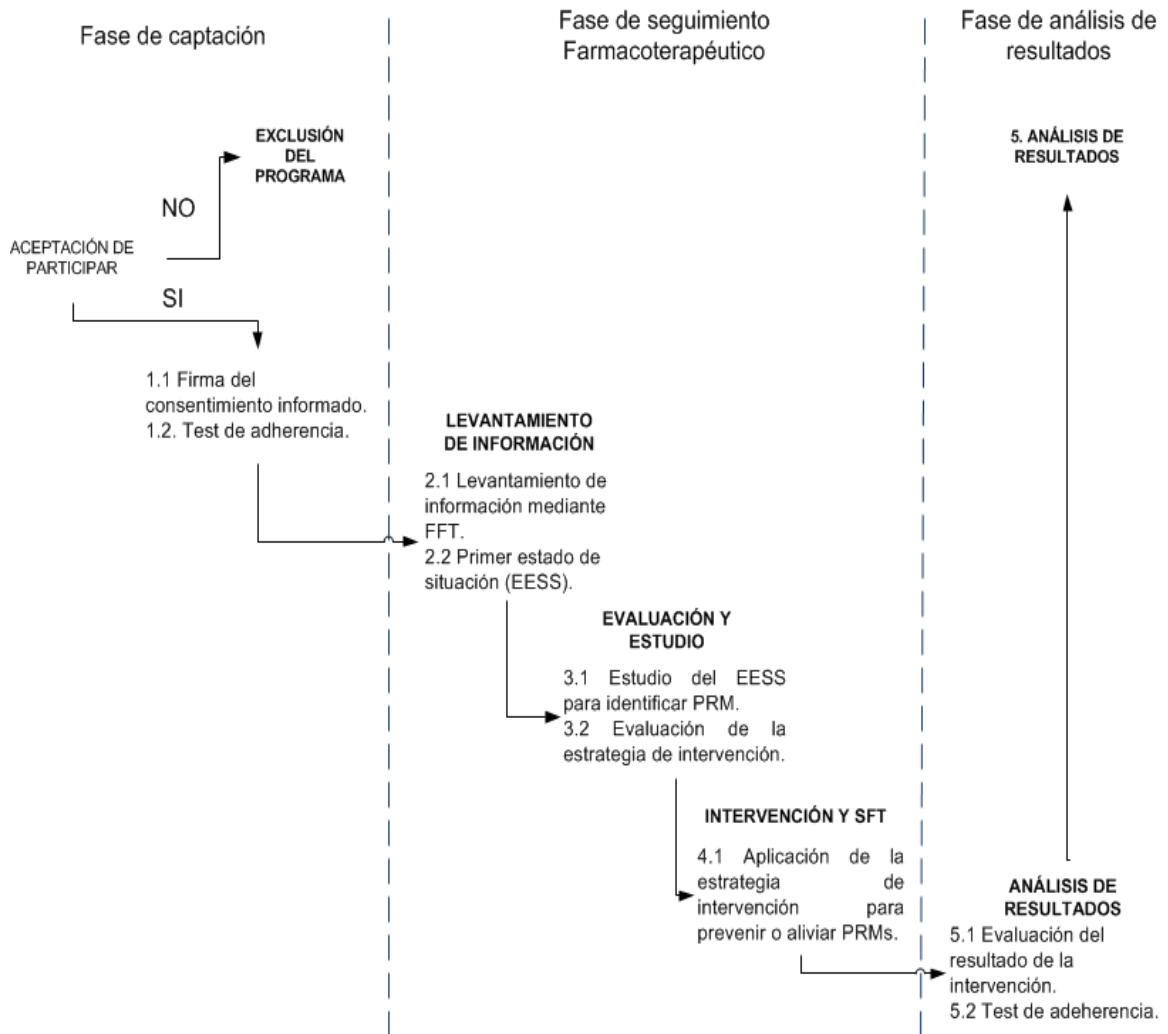 Fase de captación
Fase de seguimiento
Farmacoterapéutico
Fase de análisis de
resultados
EXCLUSIÓN
DEL
PROGRAMA
NO
ACEPTACIÓN DE
PARTICIPAR
SI
1.1 Firma del
consentimiento informado.
1.2. Test de adherencia.
LEVANTAMIENTO
DE INFORMACIÓN
2.1 Levantamiento de
información mediante
FFT.
2.2 Primer estado de
situación (EESS).
EVALUACIÓN Y
ESTUDIO
3.1 Estudio del EESS
para identificar PRM.
3.2 Evaluación de la
estrategia de intervención.
INTERVENCIÓN Y SFT
4.1 Aplicación de la
estrategia de
intervención para
prevenir o aliviar PRMs.
5. ANÁLISIS DE
RESULTADOS
ANÁLISIS DE
RESULTADOS
5.1 Evaluación del
resultado de la
intervención.
5.2 Test de adeherencia.